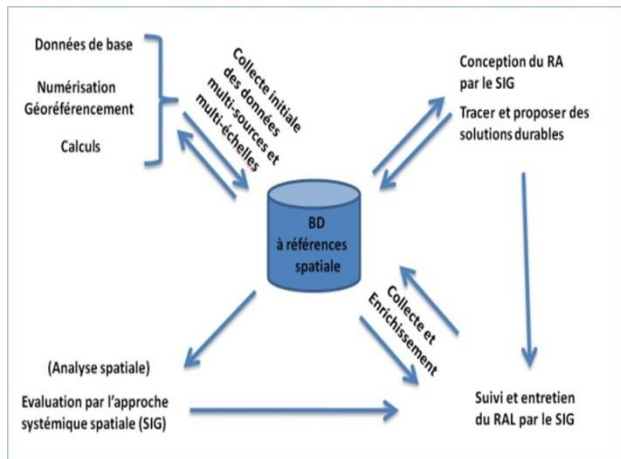 Données de base
Numérisation
Géoréférencement
Calculs
Collecte initiale
des données
multi-sources et
multi-échelles
Conception du RA
par le SIG
Tracer et proposer des
solutions durables
BD
à références
spatiale
Collecte et
Enrichissement
(Analyse spatiale)
Evaluation par l'approche
systémique spatiale (SIG)
Suivi et entretien
du RAL par le SIG